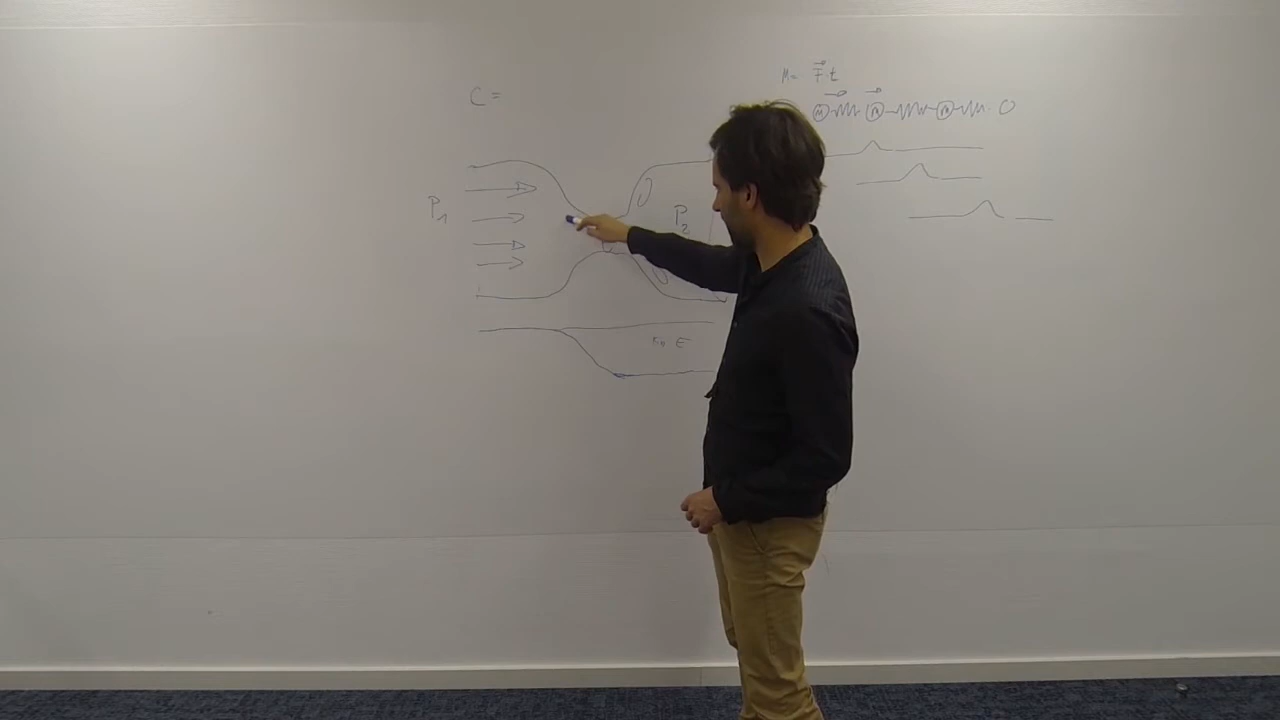 C =
M = F·t
M M M
P1
P2